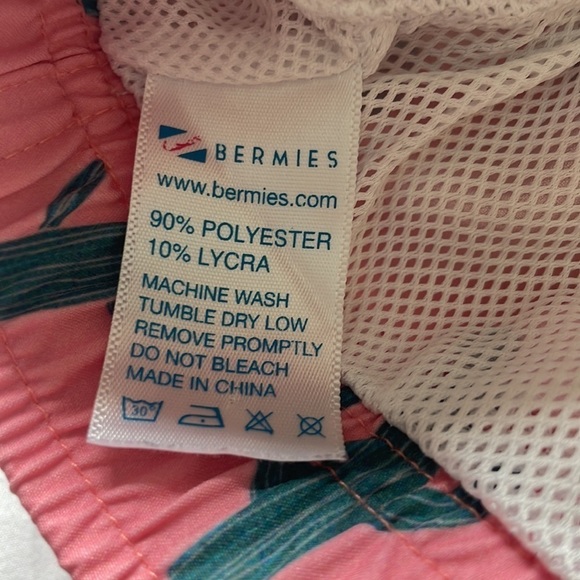 BERMIES
www.bermies.com
90% POLYESTER
10% LYCRA
MACHINE WASH
TUMBLE DRY LOW
REMOVE PROMPTLY
DO NOT BLEACH
MADE IN CHINA
30°